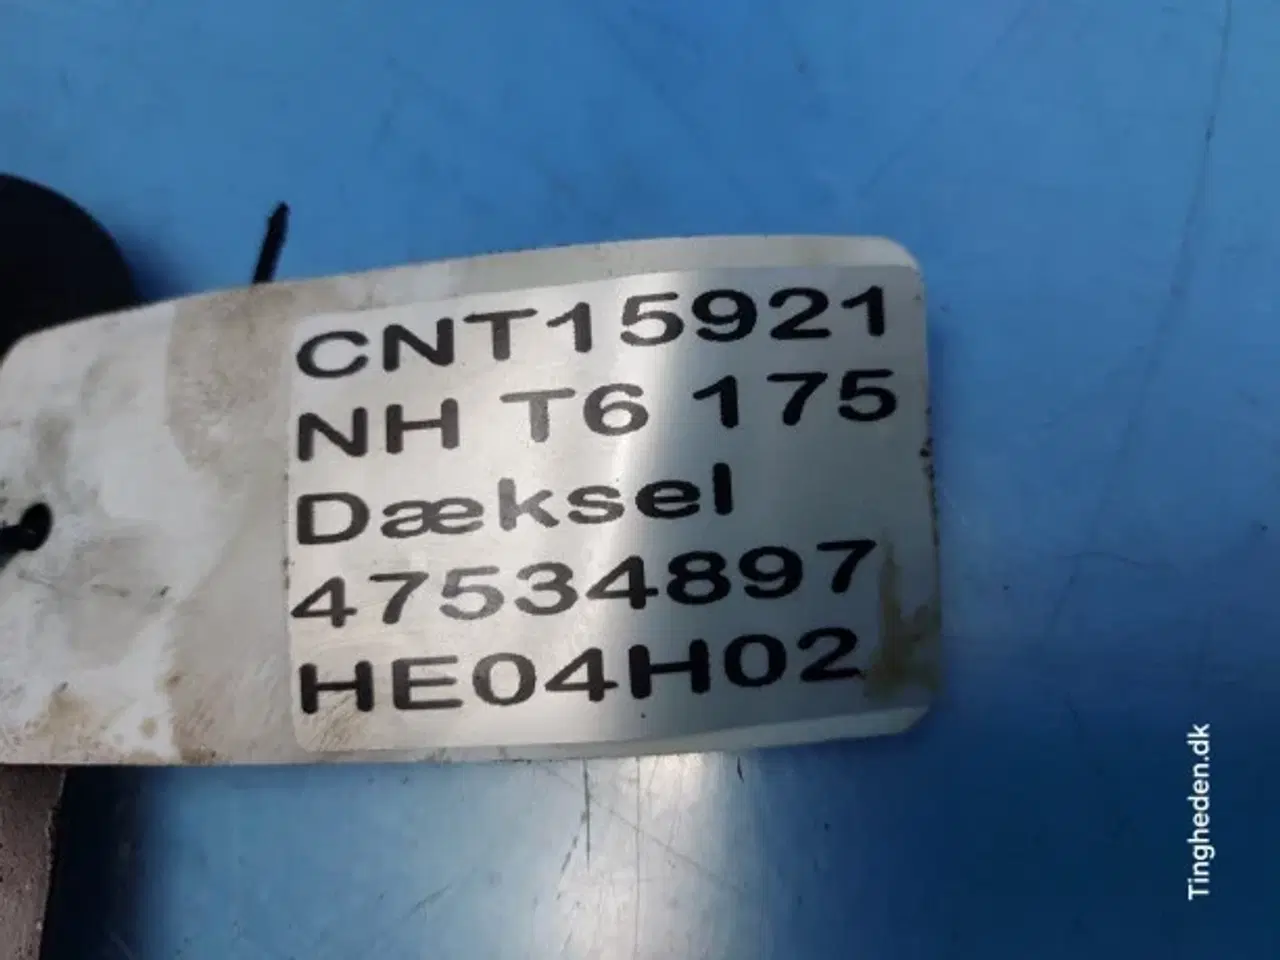 CNT15921
NH T6 175
Dæksel
47534897
HE04H02
Tingheden.dk